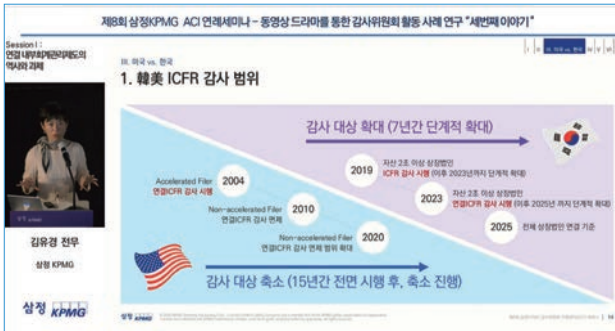 제8회 삼정KPMG ACI 연례세미나 – 동영상 드라마를 통한 감사위원회 활동 사례 연구 "세번째 이야기"
Session I :
연결 내부회계관리제도의
역사와 과제
김유경 전무
삼정 KPMG
삼정 KPMG
III. 미국 vs. 한국
III. 미국 vs. 한국
1. 韓美 ICFR 감사 범위
감사 대상 확대 (7년간 단계적 확대)
2019
자산 2조 이상 상장법인
ICFR 감사 시행 (이후 2023년까지 단계적 확대)
2023
자산 2조 이상 상장법인
연결ICFR 감사 시행 (이후 2025년 까지 단계적 확대)
2025
전체 상장법인 연결 기준
Accelerated Filer
연결ICFR 감사 시행
2004
Non-accelerated Filer
연결ICFR 감사 면제
2010
Non-accelerated Filer
연결ICFR 감사 면제 범위 확대
2020
감사 대상 축소 (15년간 전면 시행 후, 축소 진행)
삼정 KPMG